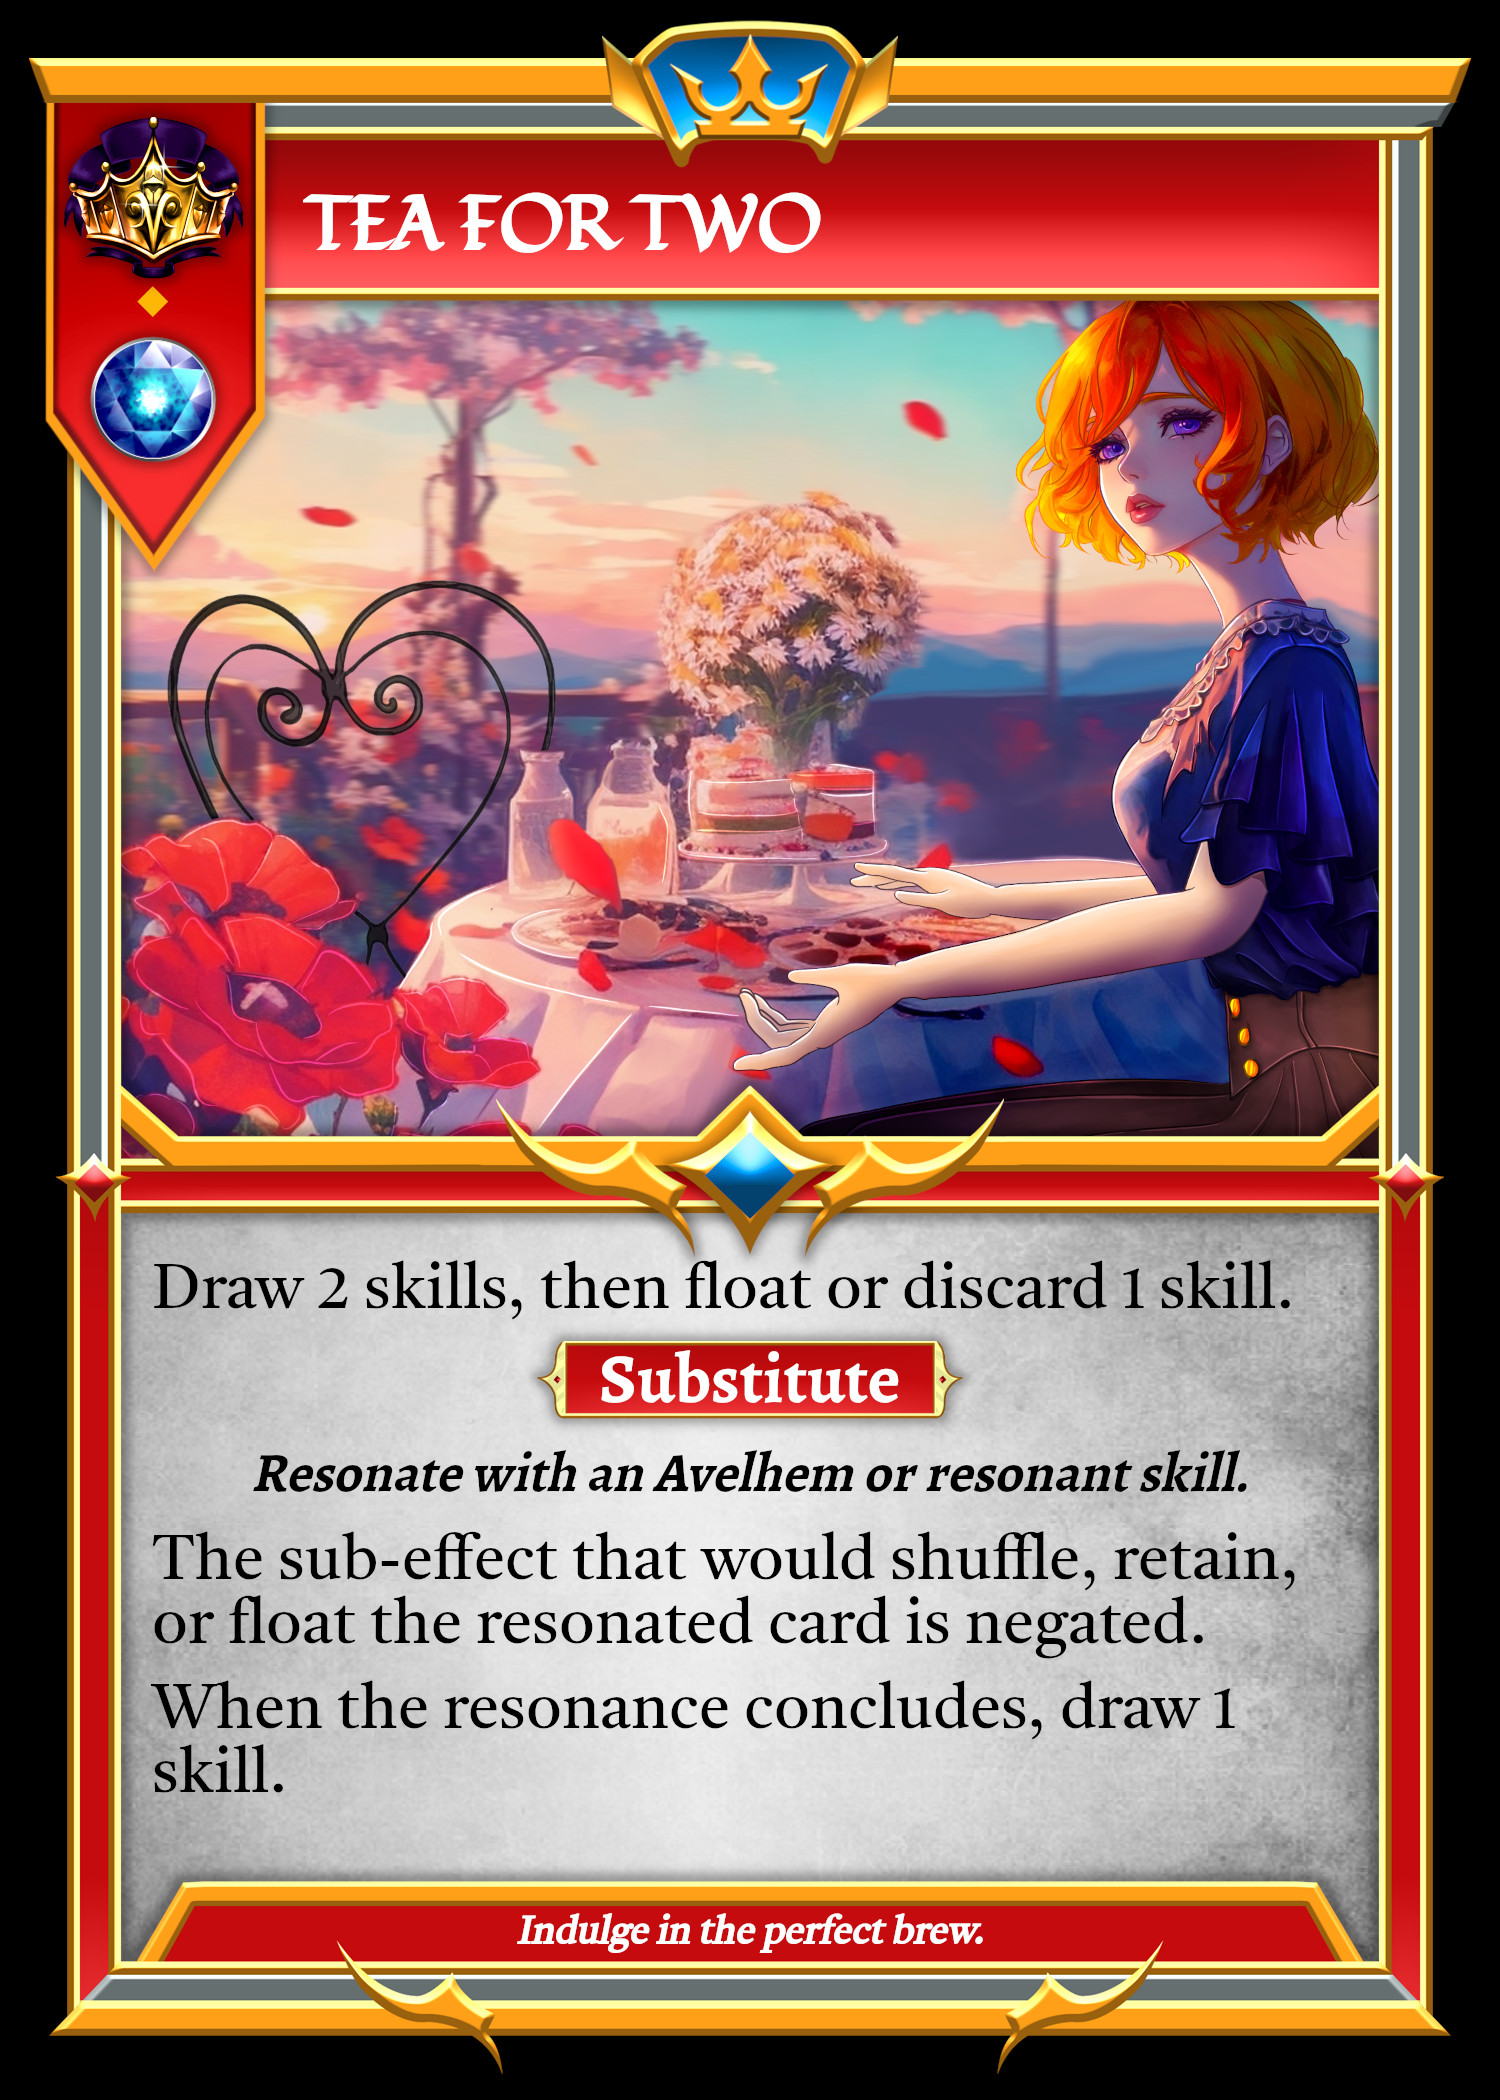 TEA FOR TWO
Draw 2 skills, then float or discard 1 skill.
Substitute
Resonate with an Avelhem or resonant skill.
The sub-effect that would shuffle, retain,
or float the resonated card is negated.
When the resonance concludes, draw 1
skill.
Indulge in the perfect brew.